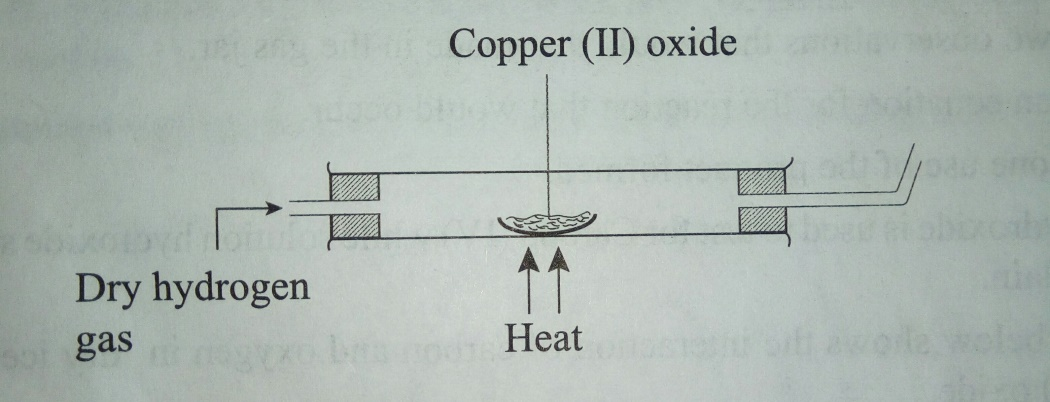 Copper (II) oxide
Dry hydrogen
gas
Heat